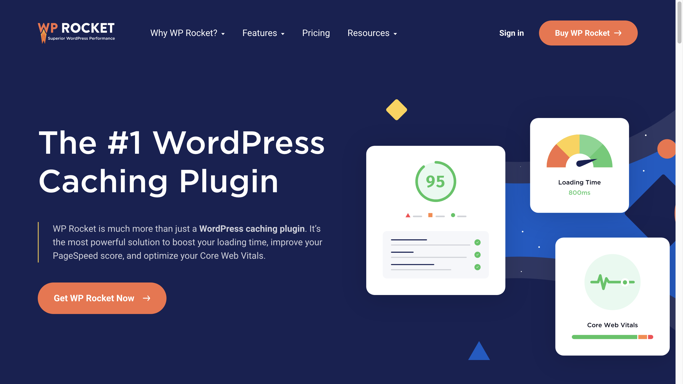 WP ROCKET
Superior WordPress Performance
Why WP Rocket?
Features
Pricing
Resources
Sign in
Buy WP Rocket
The #1 WordPress
Caching Plugin
WP Rocket is much more than just a WordPress caching plugin. It's
the most powerful solution to boost your loading time, improve your
PageSpeed score, and optimize your Core Web Vitals.
Get WP Rocket Now
95
Loading Time
800ms
Core Web Vitals